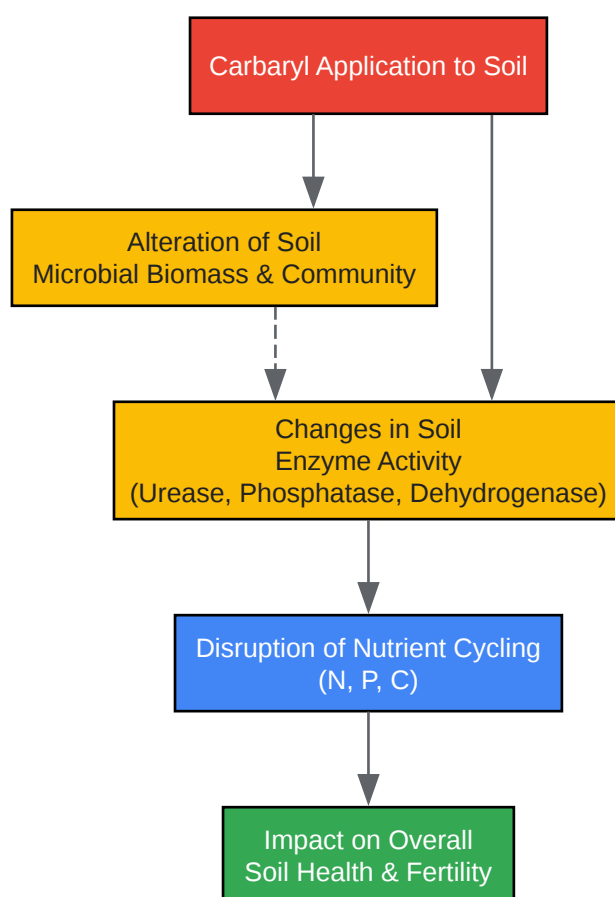 Carbaryl Application to Soil
Alteration of Soil
Microbial Biomass & Community
Changes in Soil
Enzyme Activity
(Urease, Phosphatase, Dehydrogenase)
Disruption of Nutrient Cycling
(N, P, C)
Impact on Overall
Soil Health & Fertility